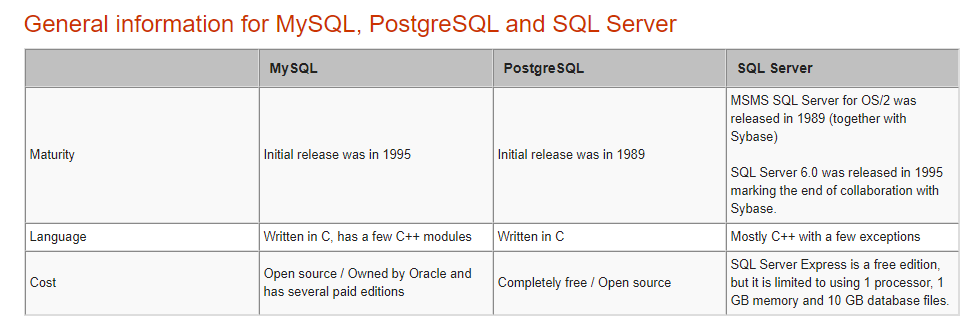 General information for MySQL, PostgreSQL and SQL Server
MySQL PostgreSQL SQL Server
Maturity
Initial release was in 1995
Initial release was in 1989
MSMS SQL Server for OS/2 was
released in 1989 (together with
Sybase)
SQL Server 6.0 was released in 1995
marking the end of collaboration with
Sybase.
Language
Written in C, has a few C++ modules
Written in C
Mostly C++ with a few exceptions
Cost
Open source / Owned by Oracle and
has several paid editions
Completely free / Open source
SQL Server Express is a free edition,
but it is limited to using 1 processor, 1
GB memory and 10 GB database files.